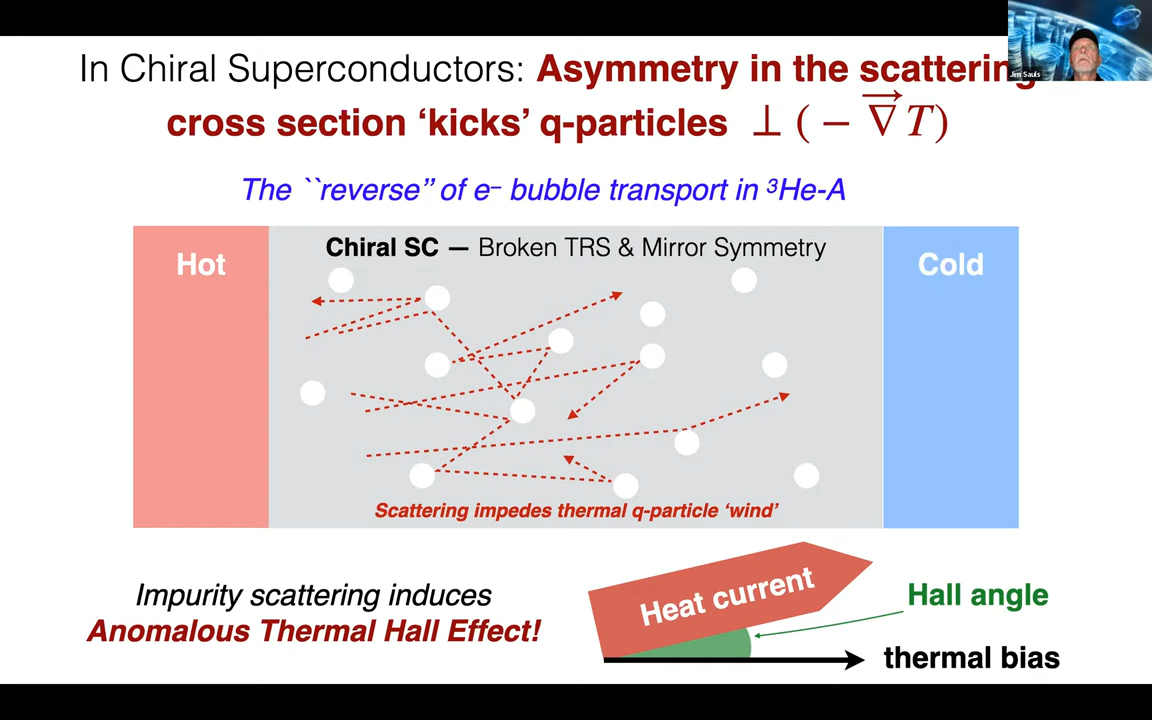 In Chiral Superconductors: Asymmetry in the scattering
cross section ‘kicks’ q-particles ⊥ (− ∇⃗ T)
Jim Sauls
The ``reverse’’ of e⁻ bubble transport in ³He-A
Chiral SC — Broken TRS & Mirror Symmetry
Hot
Cold
Scattering impedes thermal q-particle ‘wind’
Impurity scattering induces
Anomalous Thermal Hall Effect!
Heat current
Hall angle
thermal bias